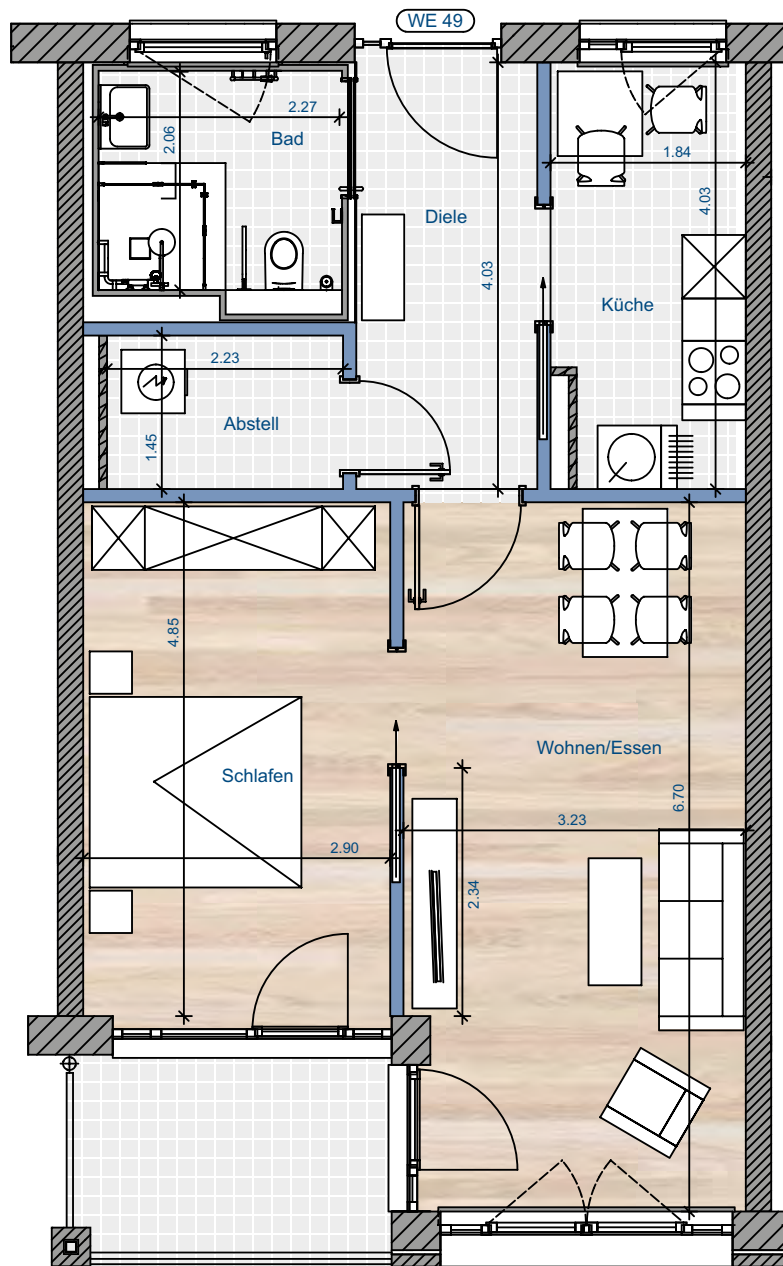 WE 49
2.27
Bad
2.06
1.84
4.03
Diele
4.03
Küche
2.23
Abstell
1.45
4.85
Wohnen/Essen
Schlafen
6.70
3.23
2.90
2.34